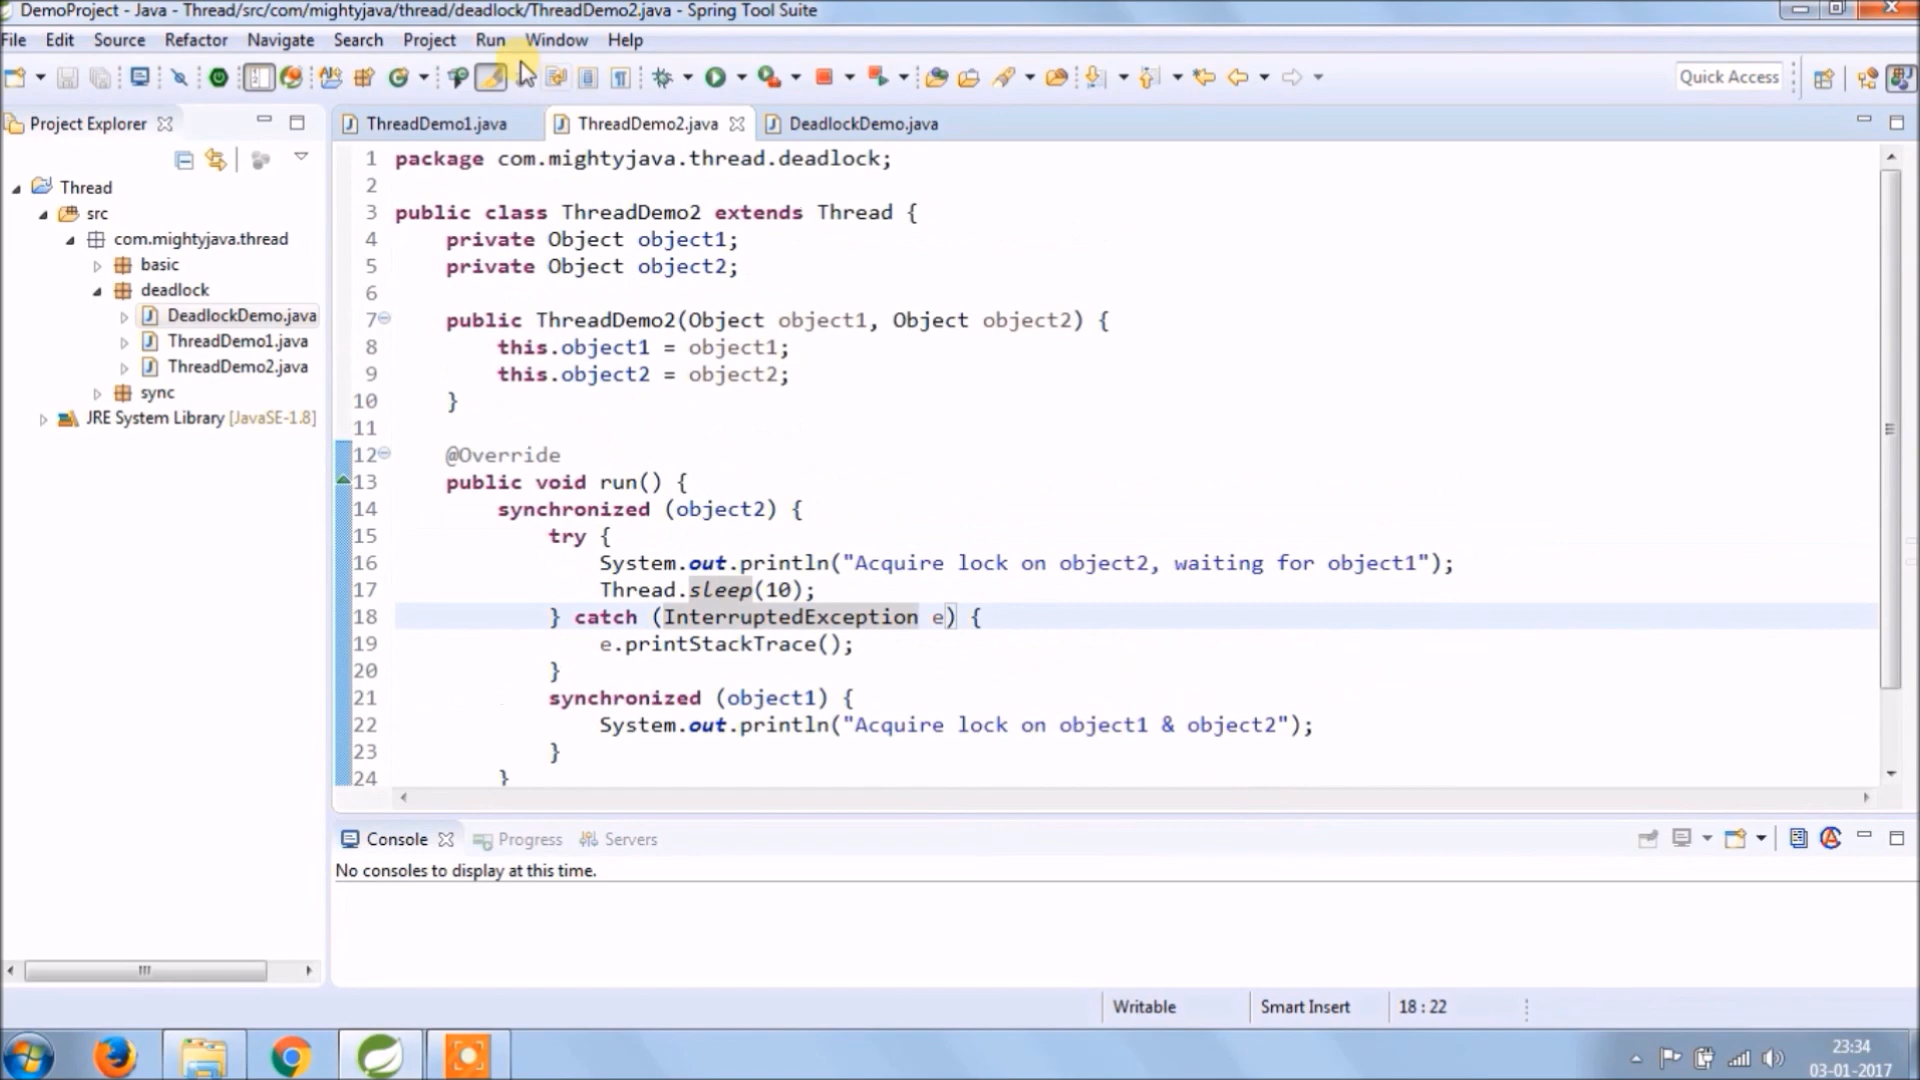 DemoProject - Java - Thread/src/com/mightyjava/thread/deadlock/ThreadDemo2.java - Spring Tool Suite
File Edit Source Refactor Navigate Search Project Run Window Help
Quick Access
Project Explorer
ThreadDemo1.java ThreadDemo2.java DeadlockDemo.java
Thread
src
com.mightyjava.thread
basic
deadlock
DeadlockDemo.java
ThreadDemo1.java
ThreadDemo2.java
sync
JRE System Library [JavaSE-1.8]
1 package com.mightyjava.thread.deadlock;
2
3 public class ThreadDemo2 extends Thread {
4 private Object object1;
5 private Object object2;
6
7 public ThreadDemo2(Object object1, Object object2) {
8 this.object1 = object1;
9 this.object2 = object2;
10 }
11
12 @Override
13 public void run() {
14 synchronized (object2) {
15 try {
16 System.out.println("Acquire lock on object2, waiting for object1");
17 Thread.sleep(10);
18 } catch (InterruptedException e) {
19 e.printStackTrace();
20 }
21 synchronized (object1) {
22 System.out.println("Acquire lock on object1 & object2");
23 }
24 }
Console Progress Servers
No consoles to display at this time.
Writable Smart Insert 18 : 22
23:34
03-01-2017